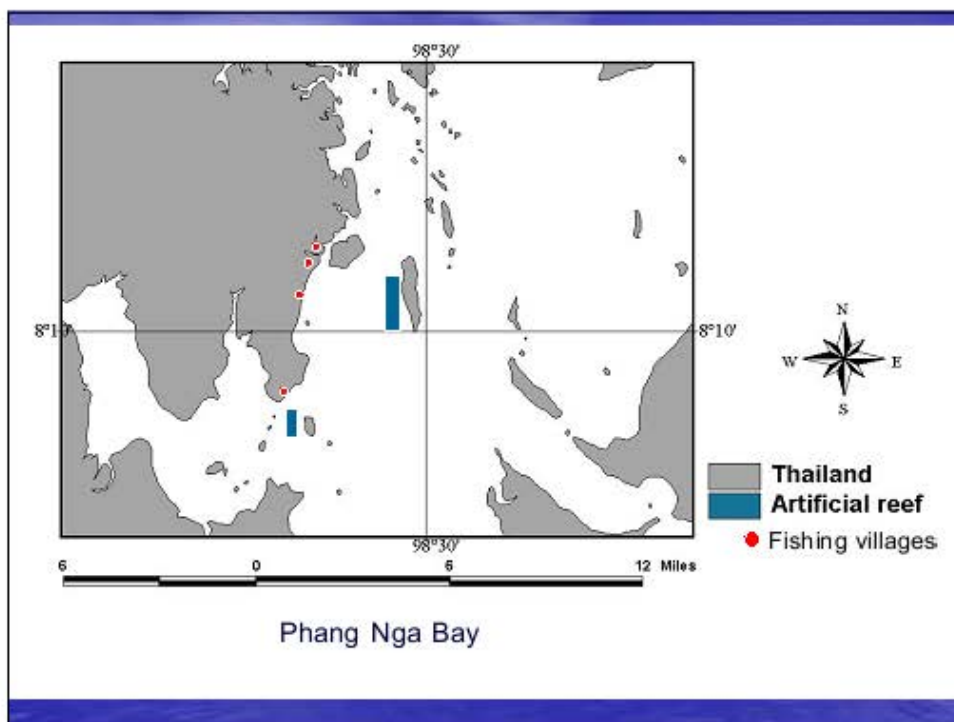 98°30'
8°10'
8°10'
N
W
E
S
Thailand
Artificial reef
Fishing villages
98°30'
6
0
6
12 Miles
Phang Nga Bay